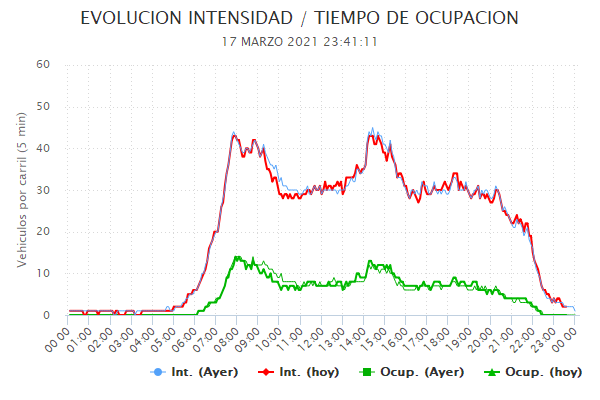 EVOLUCION INTENSIDAD / TIEMPO DE OCUPACION
17 MARZO 2021 23:41:11
Vehiculos por carril (5 min)
60
50
40
30
20
10
0
00:00 01:00 02:00 03:00 04:00 05:00 06:00 07:00 08:00 09:00 10:00 11:00 12:00 13:00 14:00 15:00 16:00 17:00 18:00 19:00 20:00 21:00 22:00 23:00 00:00
Int. (Ayer) Int. (hoy) Ocup. (Ayer) Ocup. (hoy)